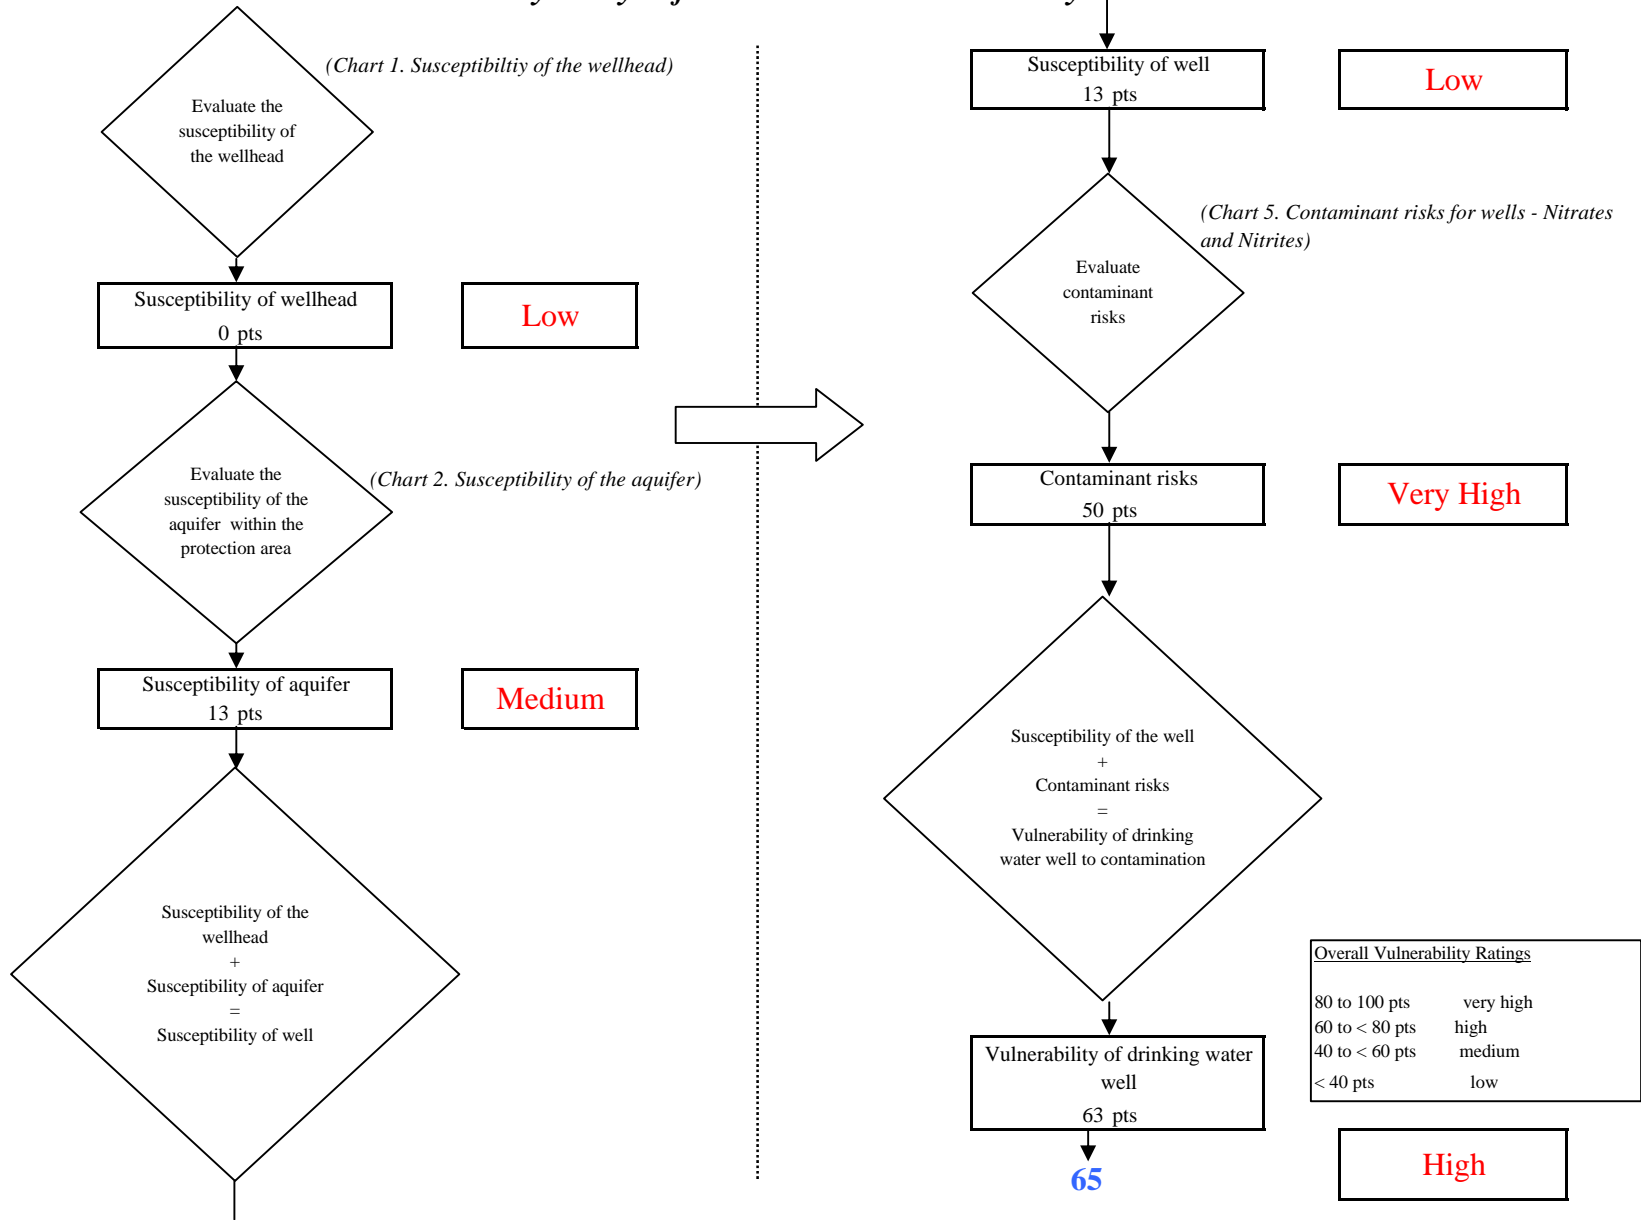 (Chart 1. Susceptibiltiy of the wellhead)
Evaluate the
susceptibility of
the wellhead
Susceptibility of wellhead
0 pts
Low
Evaluate the
susceptibility of the
aquifer within the
protection area
(Chart 2. Susceptibility of the aquifer)
Susceptibility of aquifer
13 pts
Medium
Susceptibility of the
wellhead
+
Susceptibility of aquifer
=
Susceptibility of well
Susceptibility of well
13 pts
Low
(Chart 5. Contaminant risks for wells - Nitrates
and Nitrites)
Evaluate
contaminant
risks
Contaminant risks
50 pts
Very High
Susceptibility of the well
+
Contaminant risks
=
Vulnerability of drinking
water well to contamination
Overall Vulnerability Ratings
80 to 100 pts very high
60 to < 80 pts high
40 to < 60 pts medium
< 40 pts low
Vulnerability of drinking water
well
63 pts
65
High